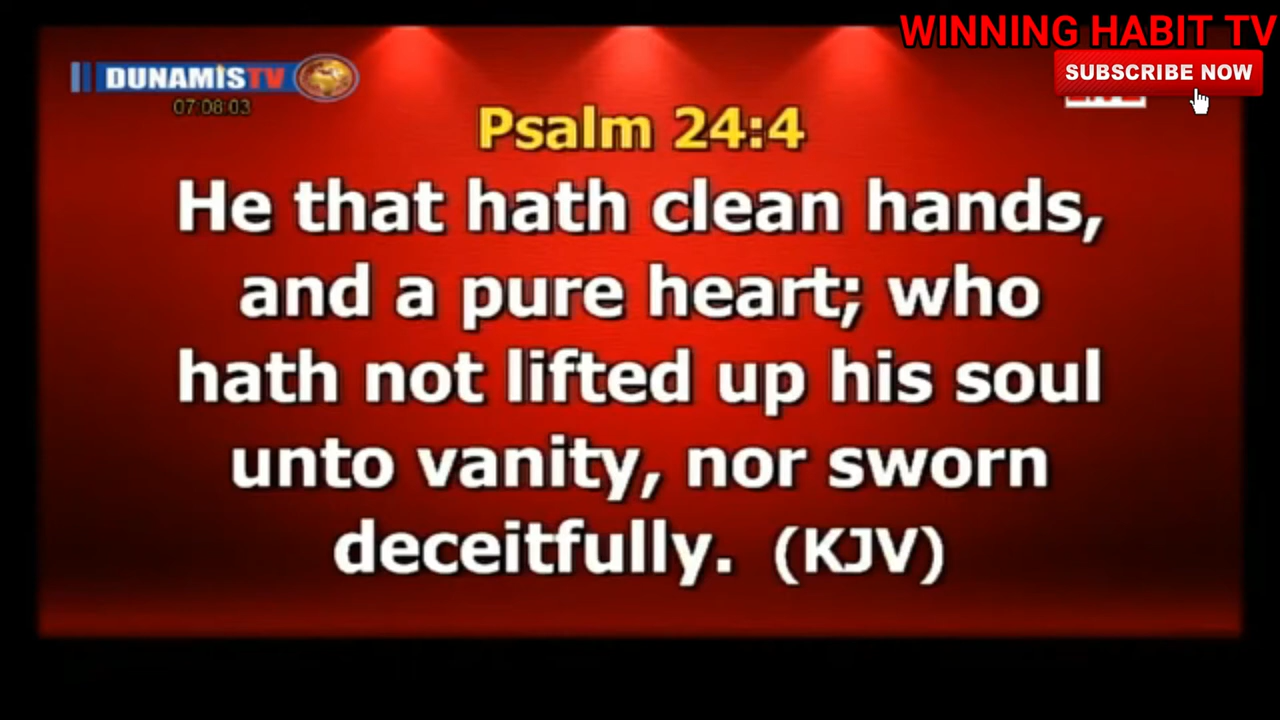 WINNING HABIT TV
DUNAMIS TV
SUBSCRIBE NOW
07:08:03
Psalm 24:4
He that hath clean hands,
and a pure heart; who
hath not lifted up his soul
unto vanity, nor sworn
deceitfully. (KJV)